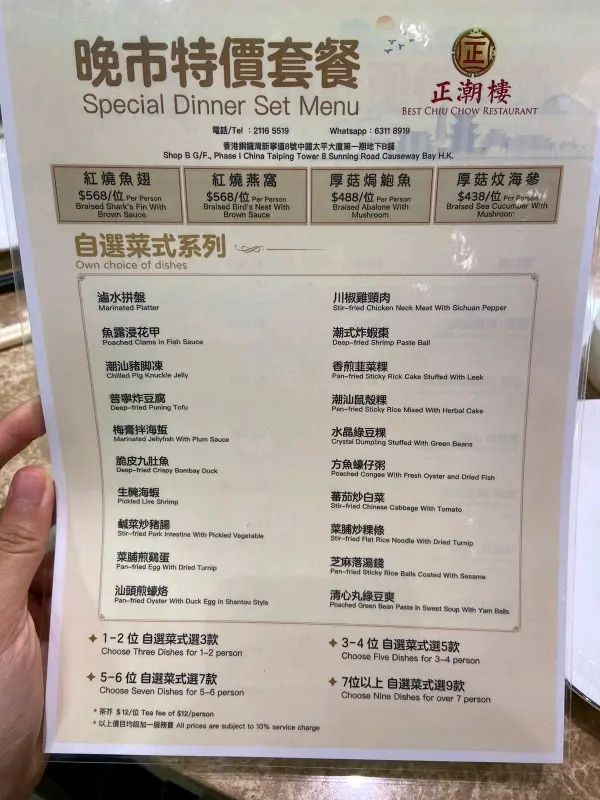 晚市特價套餐
Special Dinner Set Menu
正
正潮樓
BEST CHIU CHOW RESTAURANT
電話/Tel : 2116 5519 Whatsapp : 6311 8919
香港銅鑼灣新寧道8號中國太平大廈第一期地下B舖
Shop B G/F., Phase I China Taiping Tower 8 Sunning Road Causeway Bay H.K.
紅燒魚翅
$568/位 Per Person
Braised Shark's Fin With
Brown Sauce
紅燒燕窩
$568/位 Per Person
Braised Bird's Nest With
Brown Sauce
厚菇焗鮑魚
$488/位 Per Person
Braised Abalone With
Mushroom
厚菇炆海參
$438/位 Per Person
Braised Sea Cucumber With
Mushroom
自選菜式系列
Own choice of dishes
滷水拼盤
Marinated Platter
魚露浸花甲
Poached Clams in Fish Sauce
潮汕豬脚凍
Chilled Pig Knuckle Jelly
普寧炸豆腐
Deep-fried Puning Tofu
梅膏拌海蜇
Marinated Jellyfish With Plum Sauce
脆皮九肚魚
Deep-fried Crispy Bombay Duck
生醃海蝦
Pickled Live Shrimp
鹹菜炒豬腸
Stir-fried Pork Intestine With Pickled Vegetable
菜脯煎雞蛋
Pan-fried Egg With Dried Turnip
汕頭煎蠔烙
Pan-fried Oyster With Duck Egg in Shantou Style
川椒雞頸肉
Stir-fried Chicken Neck Meat With Sichuan Pepper
潮式炸蝦棗
Deep-fried Shrimp Paste Ball
香煎韮菜粿
Pan-fried Sticky Rick Cake Stuffed With Leek
潮汕鼠殼粿
Pan-fried Sticky Rice Mixed With Herbal Cake
水晶綠豆粿
Crystal Dumpling Stuffed With Green Beans
方魚蠔仔粥
Poached Congee With Fresh Oyster and Dried Fish
蕃茄炒白菜
Stir-fried Chinese Cabbage With Tomato
菜脯炒粿條
Stir-fried Flat Rice Noodle With Dried Turnip
芝麻落湯錢
Pan-fried Sticky Rice Balls Coated With Sesame
清心丸綠豆爽
Poached Green Bean Paste In Sweet Soup With Yam Balls
1-2 位 自選菜式選3款
Choose Three Dishes for 1-2 person
3-4 位 自選菜式選5款
Choose Five Dishes for 3-4 person
5-6 位 自選菜式選7款
Choose Seven Dishes for 5-6 person
7位以上 自選菜式選9款
Choose Nine Dishes for over 7 person
* 茶芥 $12/位 Tea fee of $12/person
* 以上價目均設加一服務費 All prices are subject to 10% service charge